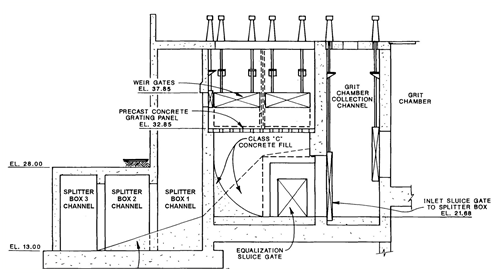 WEIR GATES
EL. 37.85
PRECAST CONCRETE
GRATING PANEL
EL. 32.85
CLASS "C"
CONCRETE FILL
GRIT
CHAMBER
COLLECTION
CHANNEL
GRIT
CHAMBER
EL. 28.00
SPLITTER
BOX 3
CHANNEL
SPLITTER
BOX 2
CHANNEL
SPLITTER
BOX 1
CHANNEL
INLET SLUICE GATE
TO SPLITTER BOX
EL. 21.68
EL. 13.00
EQUALIZATION
SLUICE GATE